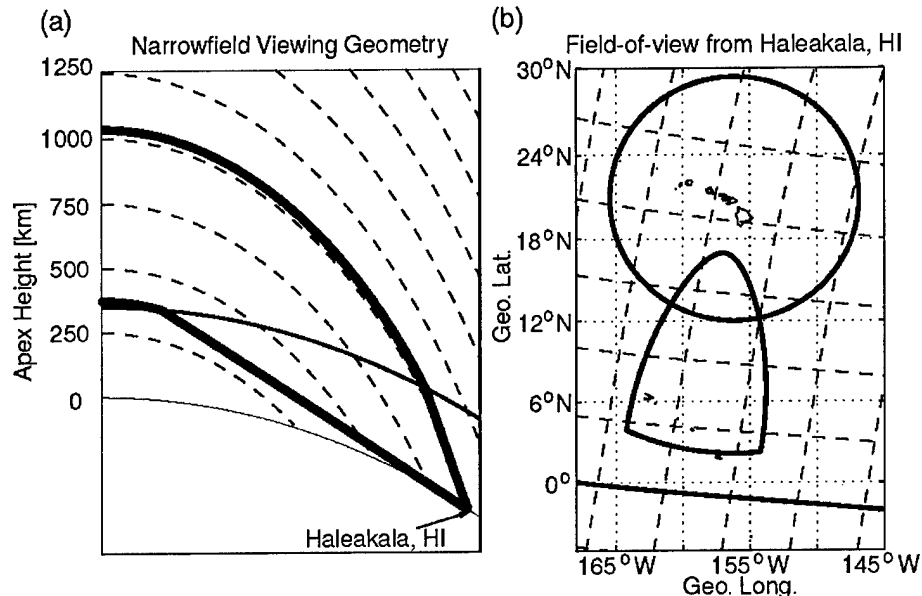 (a)
Narrowfield Viewing Geometry
Apex Height [km]
1250
1000
750
500
250
0
Haleakala, HI
(b)
Field-of-view from Haleakala, HI
Geo. Lat.
30°N
24°N
18°N
12°N
6°N
0°
165°W
155°W
145°W
Geo. Long.